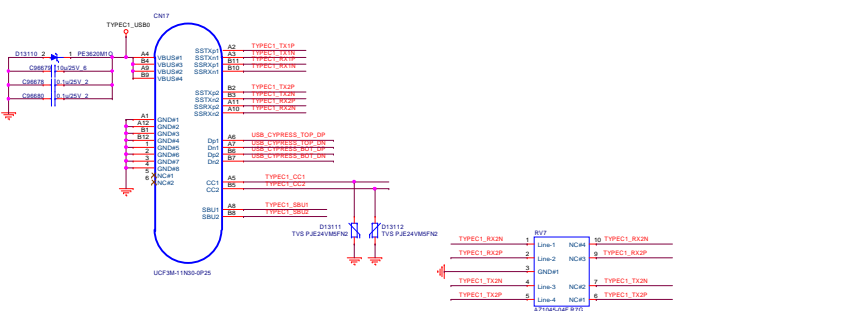 CN17
TYPEC1_USB0
D13110 2 1 PE3620M1Q
C96679 10u/25V_6
C96678 0.1u/25V_2
C96680 0.1u/25V_2
A4 VBUS#1
B4 VBUS#3
A9 VBUS#2
B9 VBUS#4
SSTXp1 A2 TYPEC1_TX1P
SSTXn1 A3 TYPEC1_TX1N
SSRXp1 B11 TYPEC1_RX1P
SSRXn1 B10 TYPEC1_RX1N
SSTXp2 B2 TYPEC1_TX2P
SSTXn2 B3 TYPEC1_TX2N
SSRXp2 A11 TYPEC1_RX2P
SSRXn2 A10 TYPEC1_RX2N
A1 GND#1
A12 GND#2
B1 GND#3
B12 GND#4
1 GND#5
2 GND#6
3 GND#7
4 GND#8
5 NC#1
6 NC#2
Dp1 A6 USB_CYPRESS_TOP_DP
Dn1 A7 USB_CYPRESS_TOP_DN
Dp2 B6 USB_CYPRESS_BOT_DP
Dn2 B7 USB_CYPRESS_BOT_DN
CC1 A5 TYPEC1_CC1
CC2 B5 TYPEC1_CC2
SBU1 A8 TYPEC1_SBU1
SBU2 B8 TYPEC1_SBU2
D13111
TVS PJE24VM5FN2
D13112
TVS PJE24VM5FN2
UCF3M-11N30-0P25
RV7
TYPEC1_RX2N 1 Line-1 NC#4 10 TYPEC1_RX2N
TYPEC1_RX2P 2 Line-2 NC#3 9 TYPEC1_RX2P
3 GND#1
TYPEC1_TX2N 4 Line-3 NC#2 7 TYPEC1_TX2N
TYPEC1_TX2P 5 Line-4 NC#1 6 TYPEC1_TX2P